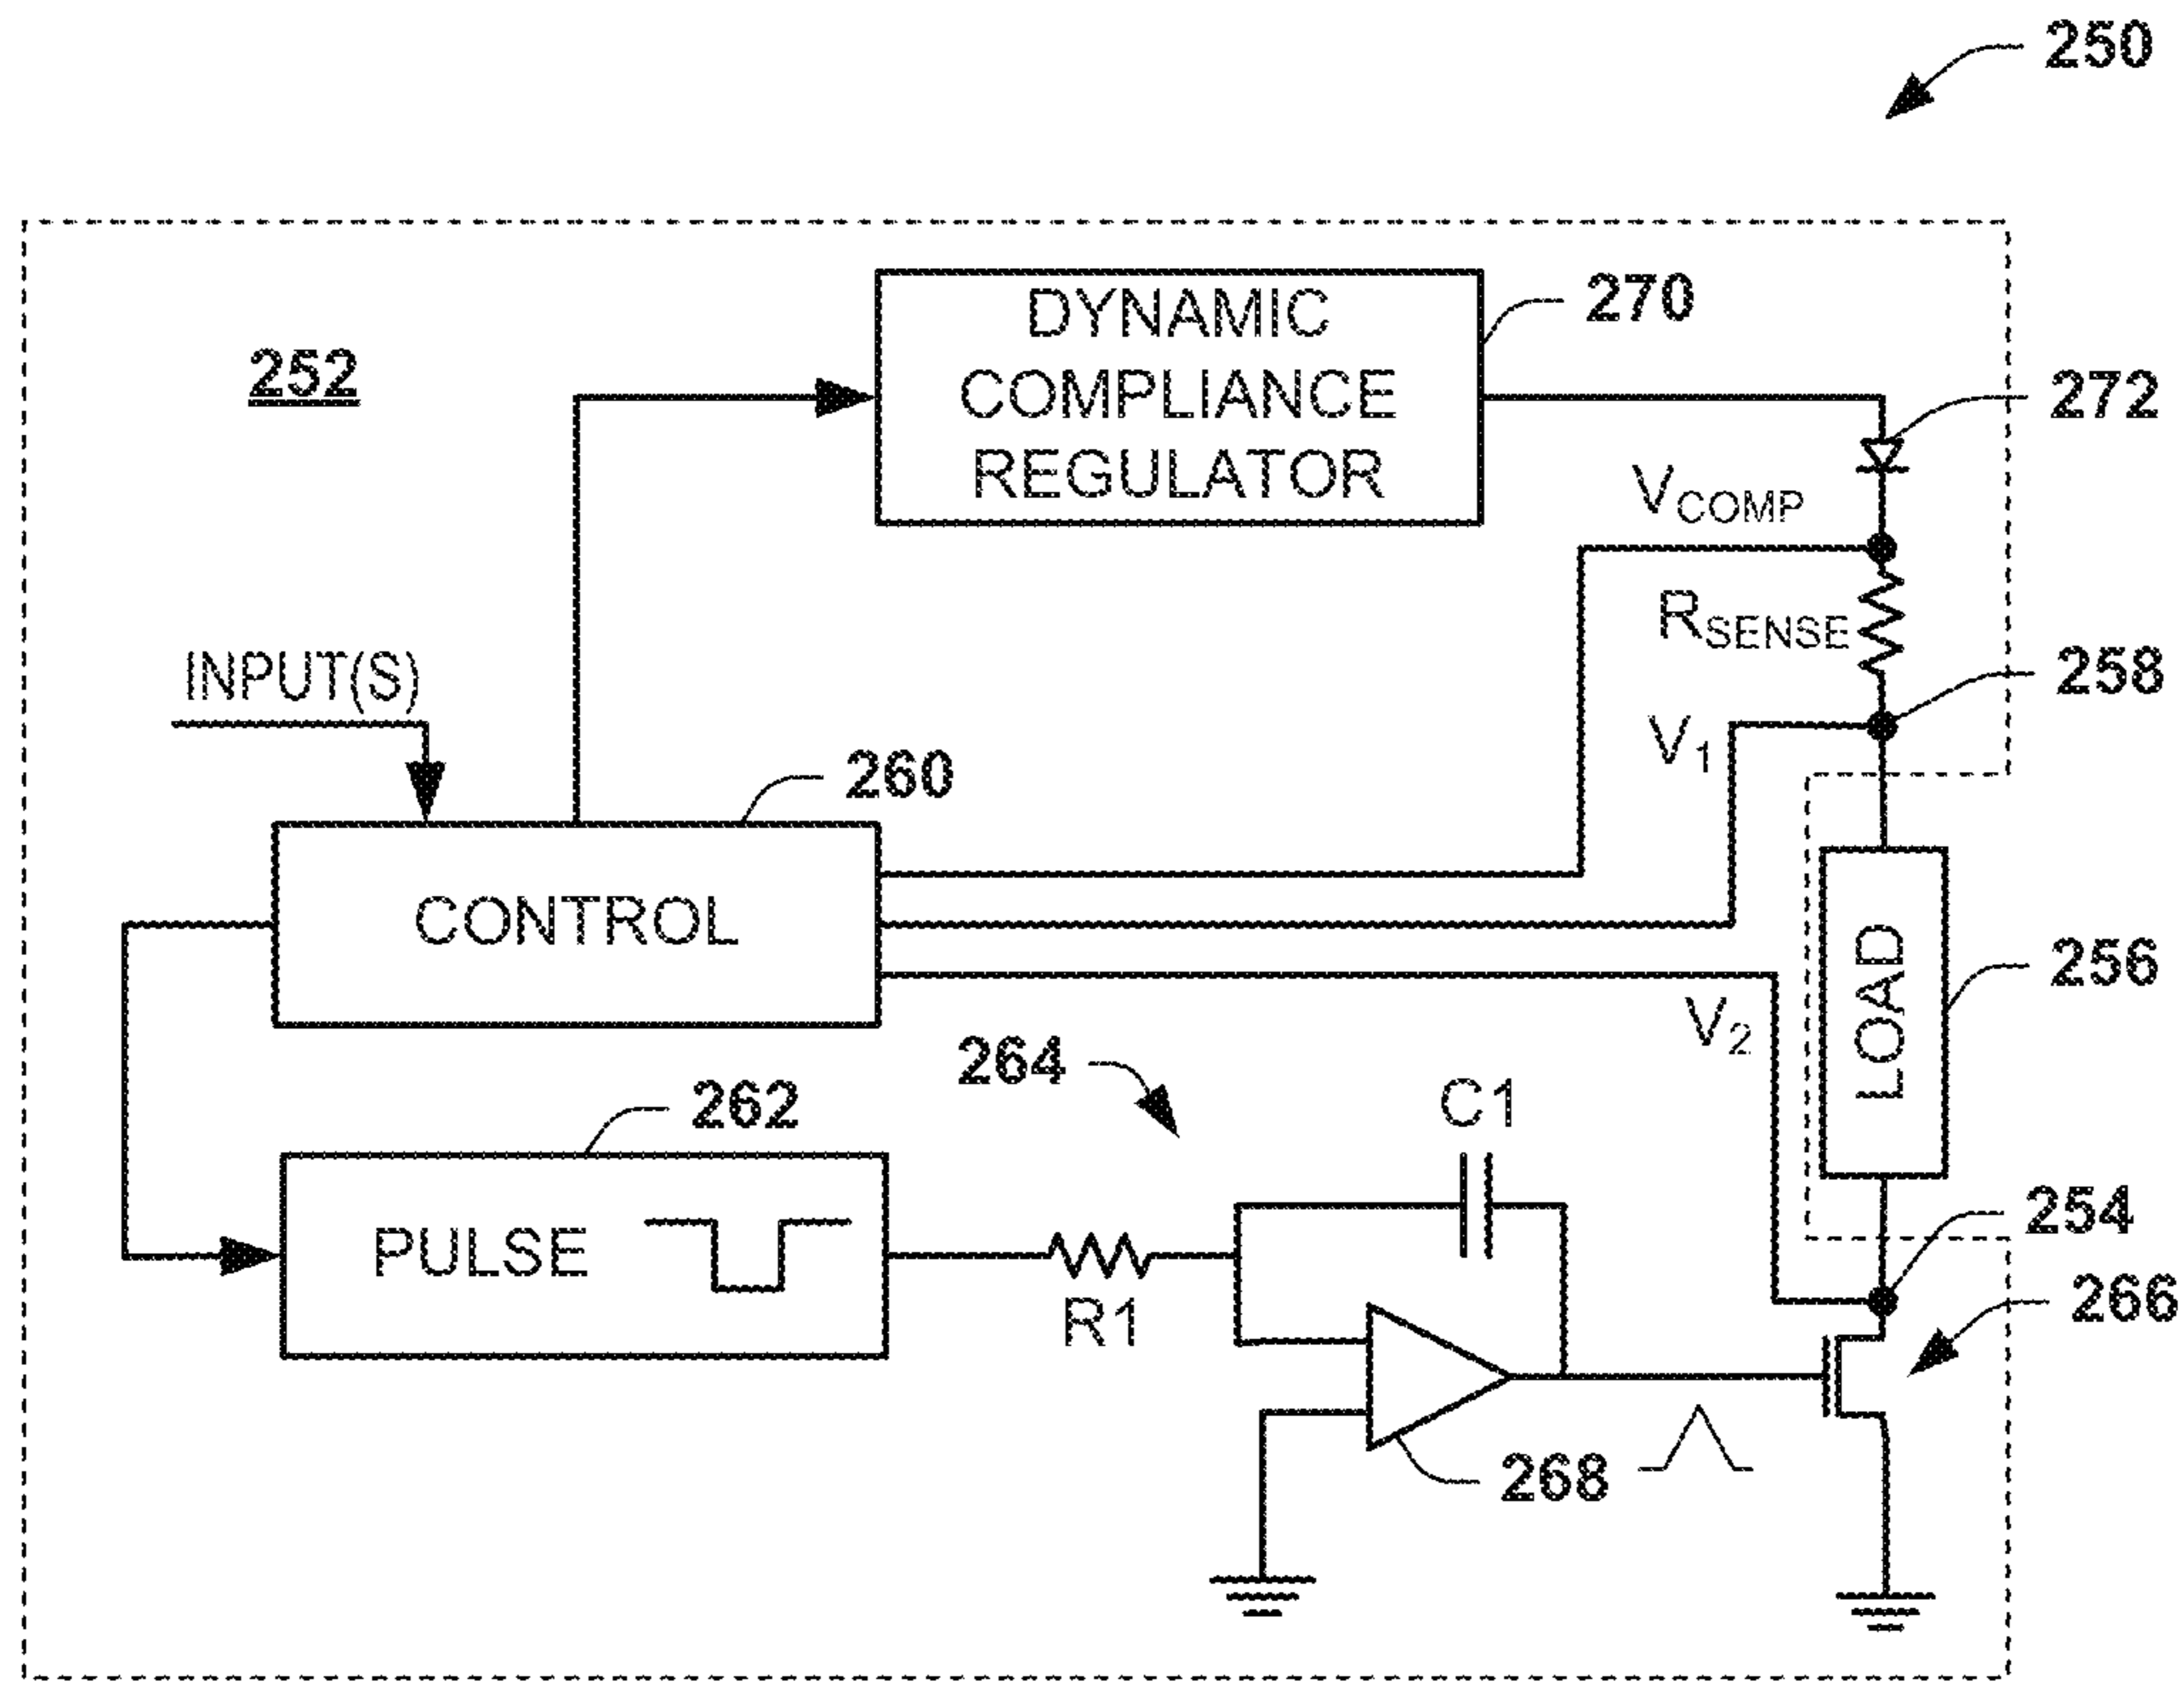 250
DYNAMIC
COMPLIANCE
REGULATOR
270
252
272
VCOMP
RSENSE
INPUT(S)
258
V1
260
CONTROL
256
LOAD
V2
264
262
C1
PULSE
254
R1
266
268